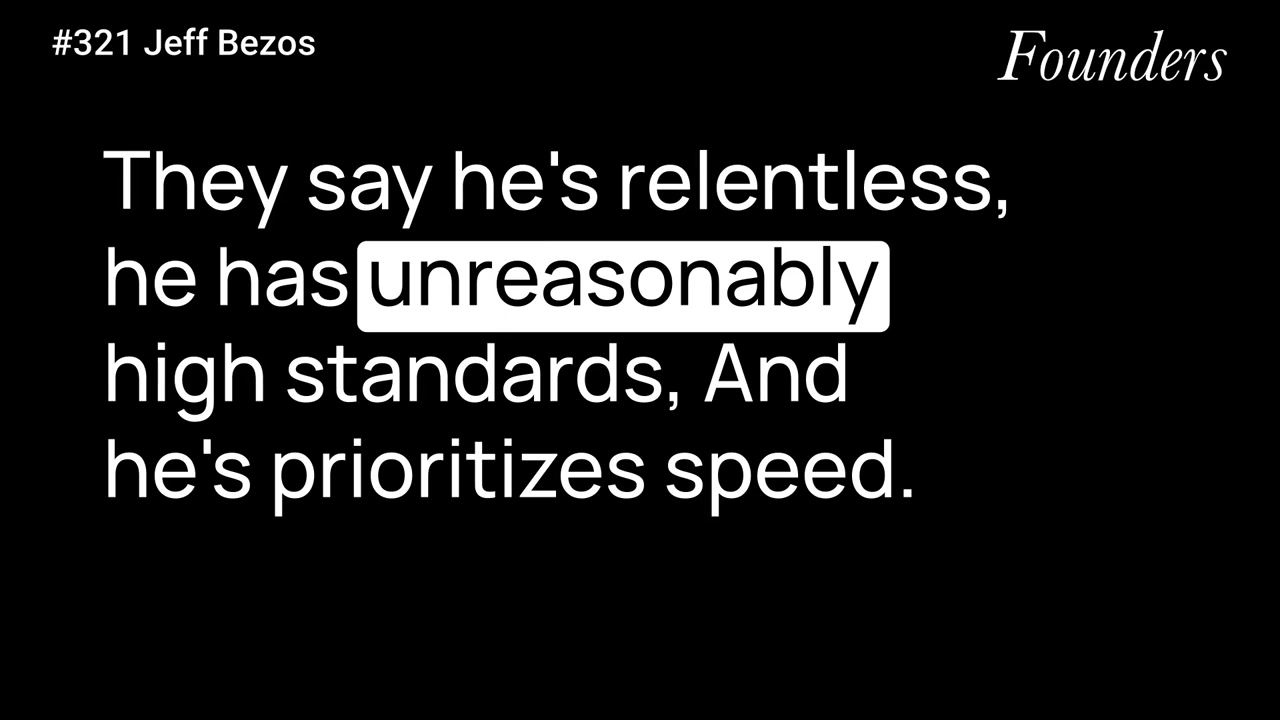 #321 Jeff Bezos
Founders
They say he's relentless,
he has unreasonably
high standards, And
he's prioritizes speed.